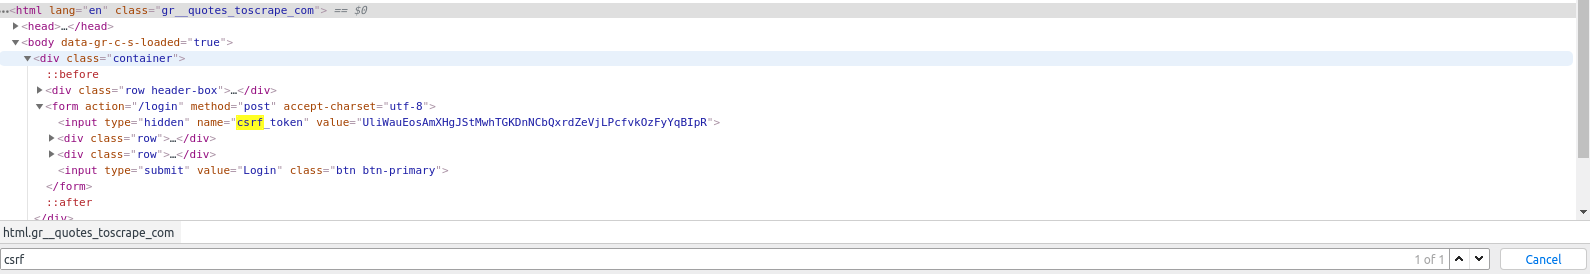 …<html lang="en" class="gr__quotes_toscrape_com"> == $0
▶<head>…</head>
▼<body data-gr-c-s-loaded="true">
▼<div class="container">
::before
▶<div class="row header-box">…</div>
▼<form action="/login" method="post" accept-charset="utf-8">
<input type="hidden" name="csrf_token" value="UliWauEosAmXHgJStMwhTGKDnNCbQxrdZeVjLPcfvkOzFyYqBIpR">
▶<div class="row">…</div>
▶<div class="row">…</div>
<input type="submit" value="Login" class="btn btn-primary">
</form>
::after
</div>
html.gr__quotes_toscrape_com
csrf 1 of 1 Cancel